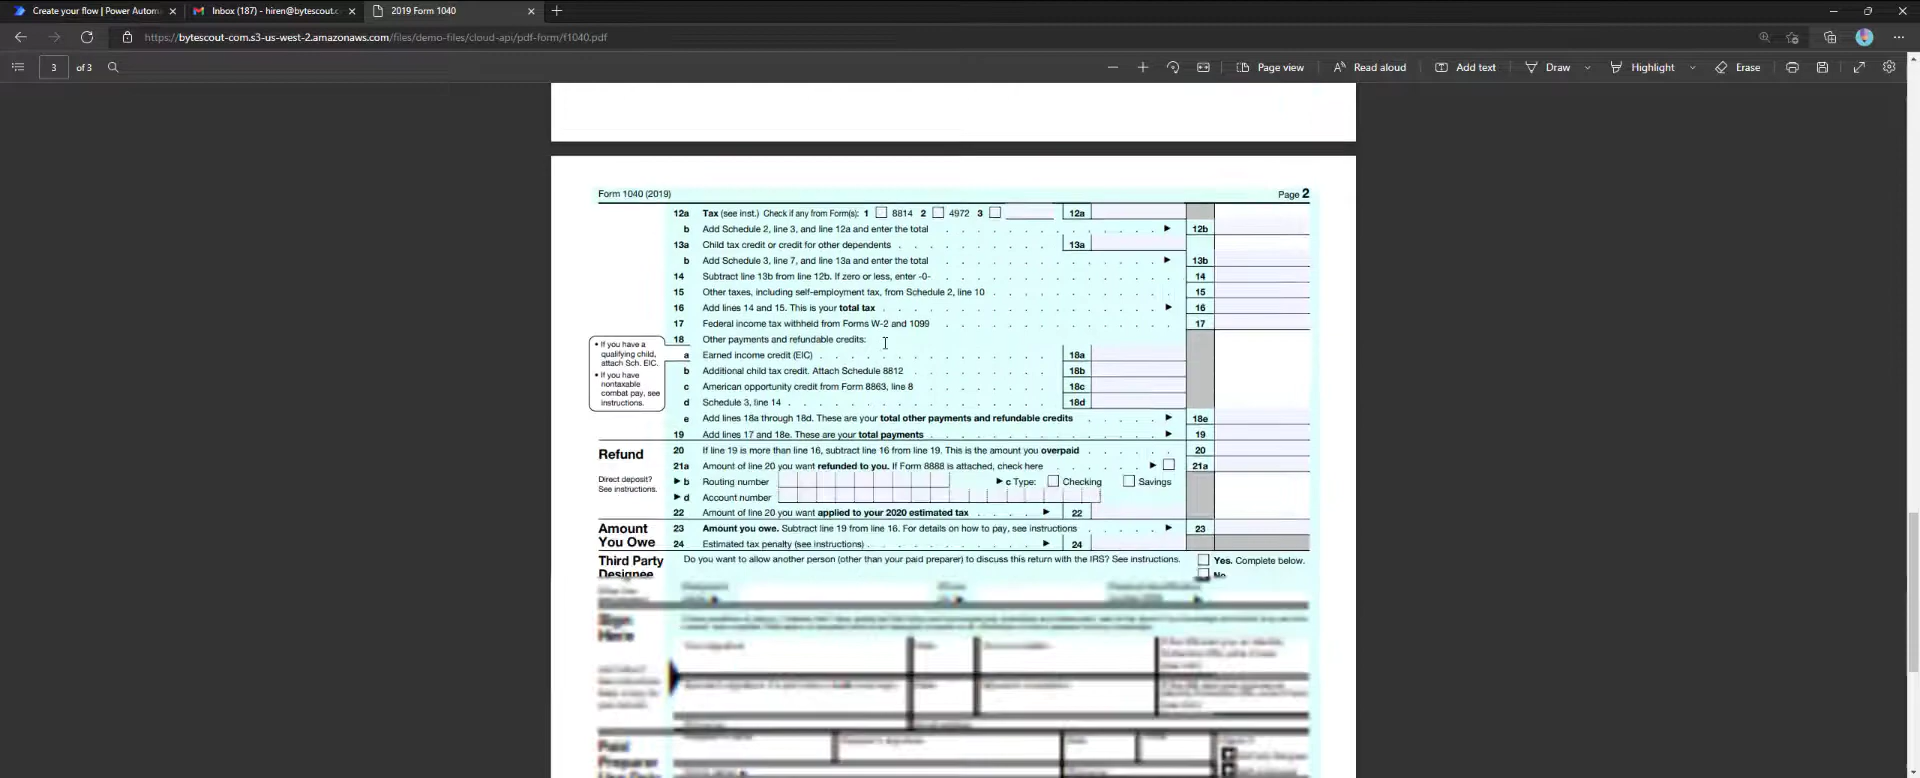 Create your flow | Power Autom
Inbox (187) - hiren@bytescout.c
2019 Form 1040
https://bytescout-com.s3-us-west-2.amazonaws.com/files/demo-files/cloud-api/pdf-form/f1040.pdf
3 of 3 Page view Read aloud Add text Draw Highlight Erase
Form 1040 (2019) Page 2
12a Tax (see inst.) Check if any from Form(s): 1 8814 2 4972 3 12a
b Add Schedule 2, line 3, and line 12a and enter the total 12b
13a Child tax credit or credit for other dependents 13a
b Add Schedule 3, line 7, and line 13a and enter the total 13b
14 Subtract line 13b from line 12b. If zero or less, enter -0- 14
15 Other taxes, including self-employment tax, from Schedule 2, line 10 15
16 Add lines 14 and 15. This is your total tax 16
17 Federal income tax withheld from Forms W-2 and 1099 17
• If you have a
qualifying child,
attach Sch. EIC.
• If you have
nontaxable
combat pay, see
instructions.
18 Other payments and refundable credits:
a Earned income credit (EIC) 18a
b Additional child tax credit. Attach Schedule 8812 18b
c American opportunity credit from Form 8863, line 8 18c
d Schedule 3, line 14 18d
e Add lines 18a through 18d. These are your total other payments and refundable credits 18e
19 Add lines 17 and 18e. These are your total payments 19
Refund
Direct deposit?
See instructions.
20 If line 19 is more than line 16, subtract line 16 from line 19. This is the amount you overpaid 20
21a Amount of line 20 you want refunded to you. If Form 8888 is attached, check here 21a
b Routing number c Type: Checking Savings
d Account number
22 Amount of line 20 you want applied to your 2020 estimated tax 22
Amount
You Owe
23 Amount you owe. Subtract line 19 from line 16. For details on how to pay, see instructions 23
24 Estimated tax penalty (see instructions) 24
Third Party
Designee
Do you want to allow another person (other than your paid preparer) to discuss this return with the IRS? See instructions.
Yes. Complete below.
No
Sign
Here
Paid
Preparer